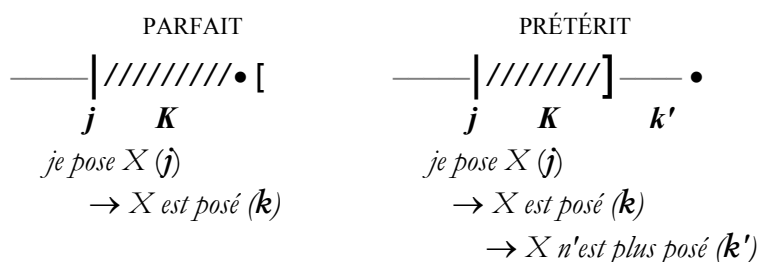 PARFAIT
PRÉTÉRIT
|/////////• [
|////////] •
j K
j K k'
je pose X (j)
je pose X (j)
→ X est posé (k)
→ X est posé (k)
→ X n'est plus posé (k')